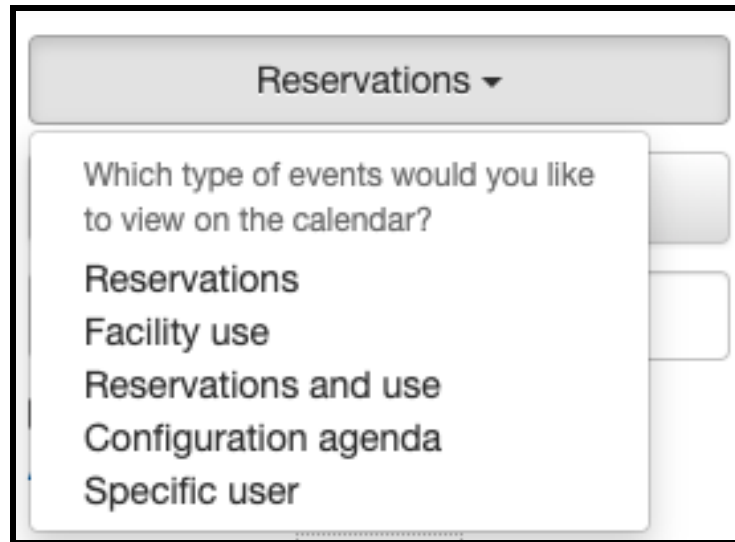 Reservations
Which type of events would you like
to view on the calendar?
Reservations
Facility use
Reservations and use
Configuration agenda
Specific user